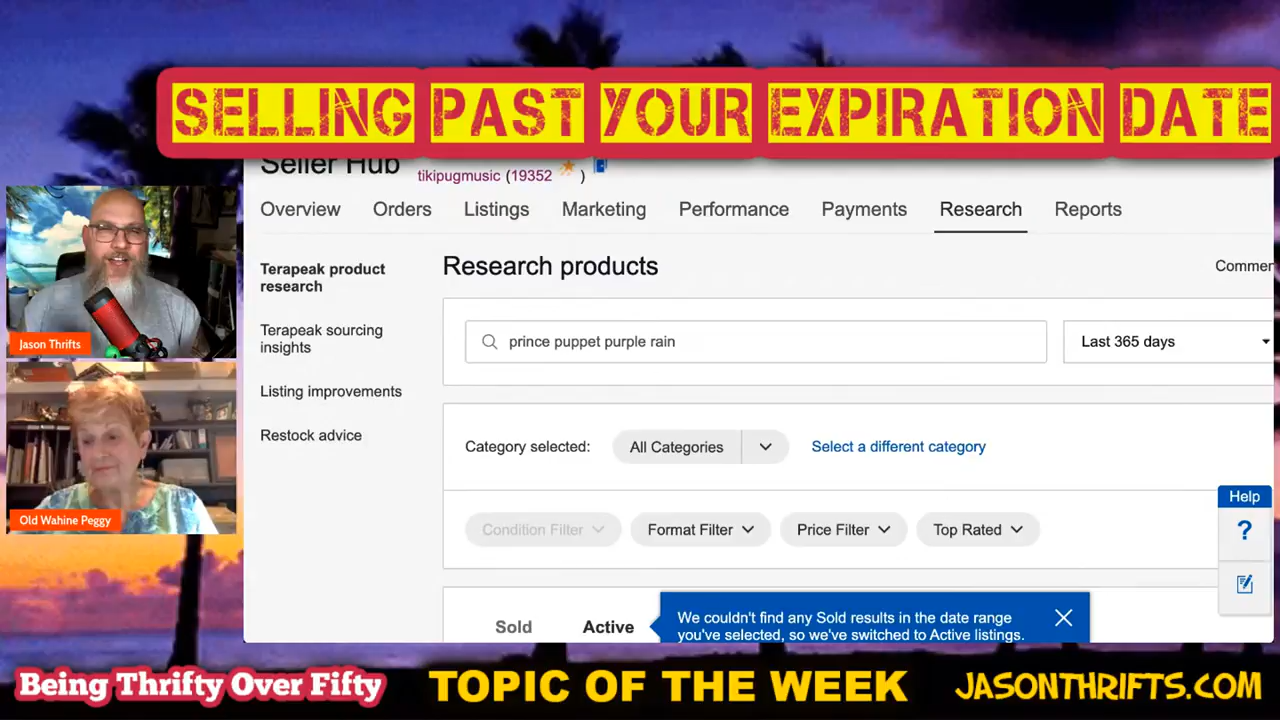 SELLING PAST YOUR EXPIRATION DATE
Seller Hub
tikipugmusic (19352 )
Overview Orders Listings Marketing Performance Payments Research Reports
Terapeak product
research
Terapeak sourcing
insights
Listing improvements
Restock advice
Research products
Commen
prince puppet purple rain
Last 365 days
Category selected: All Categories Select a different category
Condition Filter Format Filter Price Filter Top Rated
Help
?
Sold Active
We couldn't find any Sold results in the date range
you've selected, so we've switched to Active listings.
Jason Thrifts
Old Wahine Peggy
Being Thrifty Over Fifty
TOPIC OF THE WEEK
JASONTHRIFTS.COM